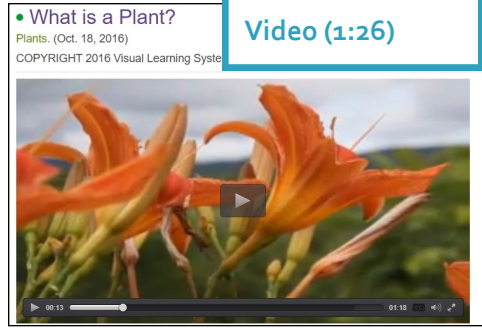 • What is a Plant?
Video (1:26)
Plants. (Oct. 18, 2016)
COPYRIGHT 2016 Visual Learning Syste
00:13
01:18